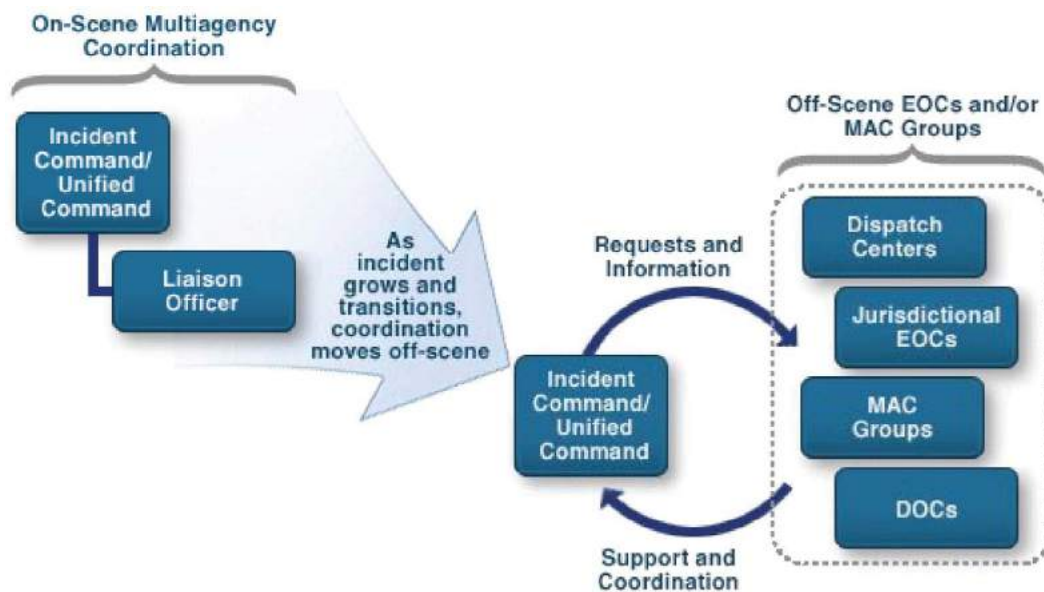 On-Scene Multiagency
Coordination
Incident
Command/
Unified
Command
Liaison
Officer
As
incident
grows and
transitions,
coordination
moves off-scene
Incident
Command/
Unified
Command
Requests and
Information
Support and
Coordination
Off-Scene EOCs and/or
MAC Groups
Dispatch
Centers
Jurisdictional
EOCs
MAC
Groups
DOCs